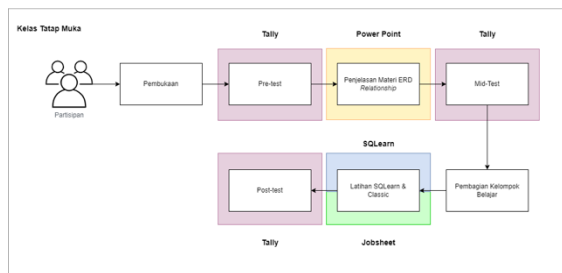 Kelas Tatap Muka
Tally
Power Point
Tally
Partisipan
Pembukaan
Pre-test
Penjelasan Materi ERD
Relationship
Mid-Test
SQLearn
Post-test
Latihan SQLearn &
Classic
Pembagian Kelompok
Belajar
Tally
Jobsheet